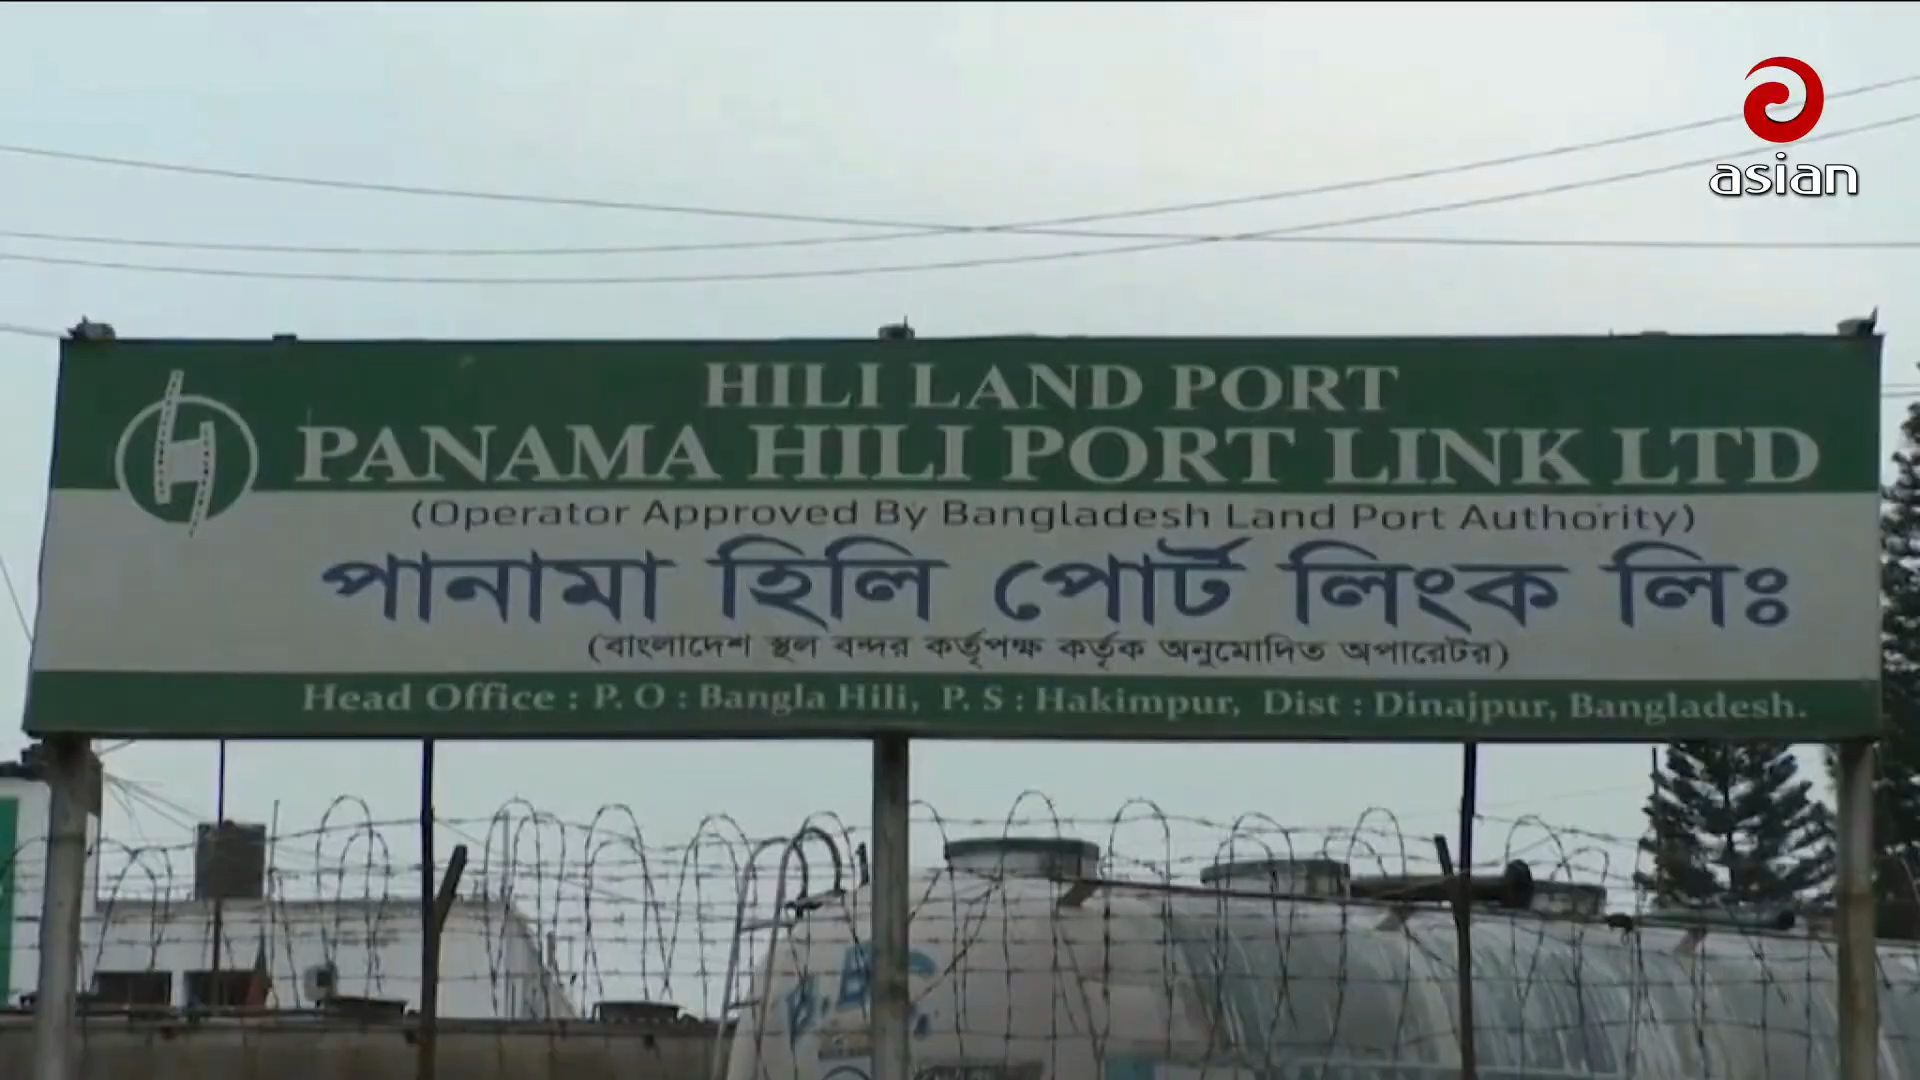 asian
HILI LAND PORT
PANAMA HILI PORT LINK LTD
(Operator Approved By Bangladesh Land Port Authority)
পানামা হিলি পোর্ট লিংক লিঃ
(বাংলাদেশ স্থল বন্দর কর্তৃপক্ষ কর্তৃক অনুমোদিত অপারেটর)
Head Office : P. O : Bangla Hili, P. S : Hakimpur, Dist : Dinajpur, Bangladesh.